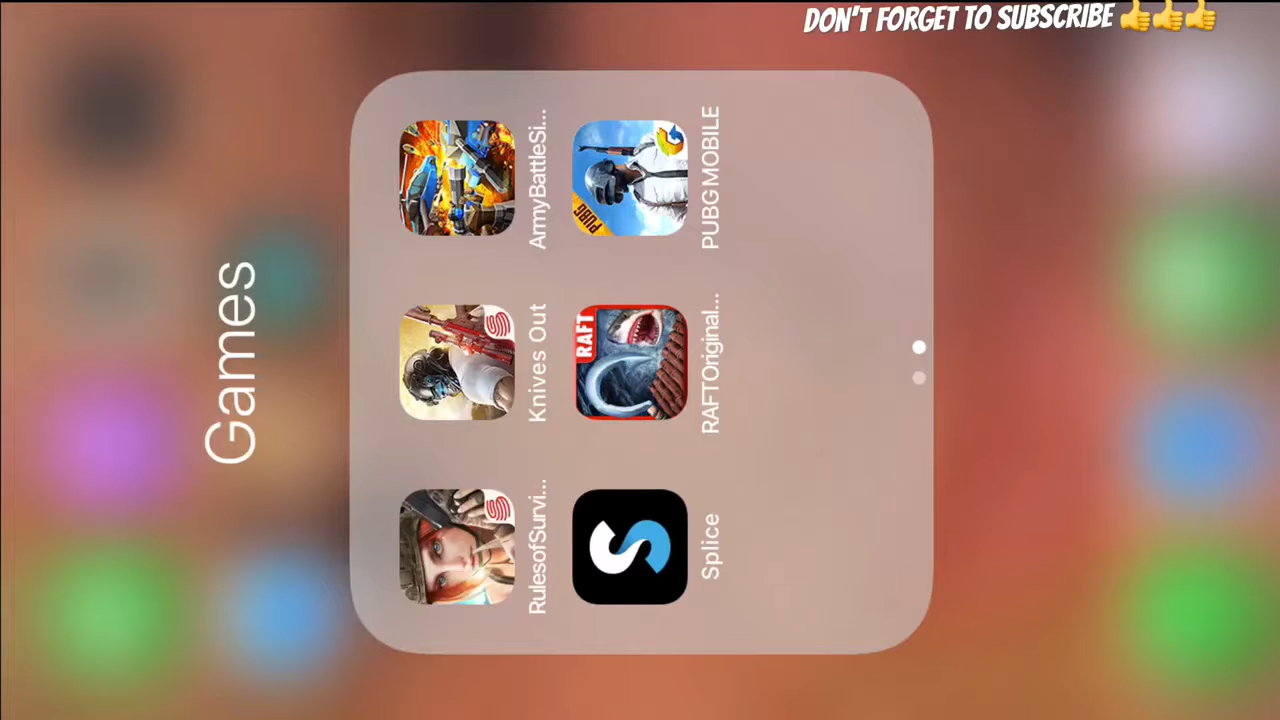 DON'T FORGET TO SUBSCRIBE 👍👍👍
Games
RulesofSurvi...
Knives Out
ArmyBattleSi...
Splice
RAFT
RAFTOriginal...
PUBG
PUBG MOBILE